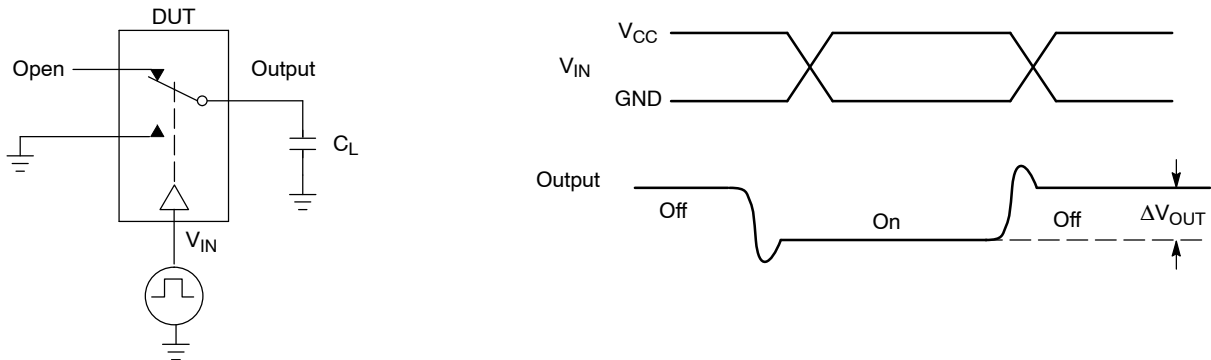 DUT
Open
Output
C_L
V_IN
V_CC
V_IN
GND
Output
Off
On
Off
ΔV_OUT